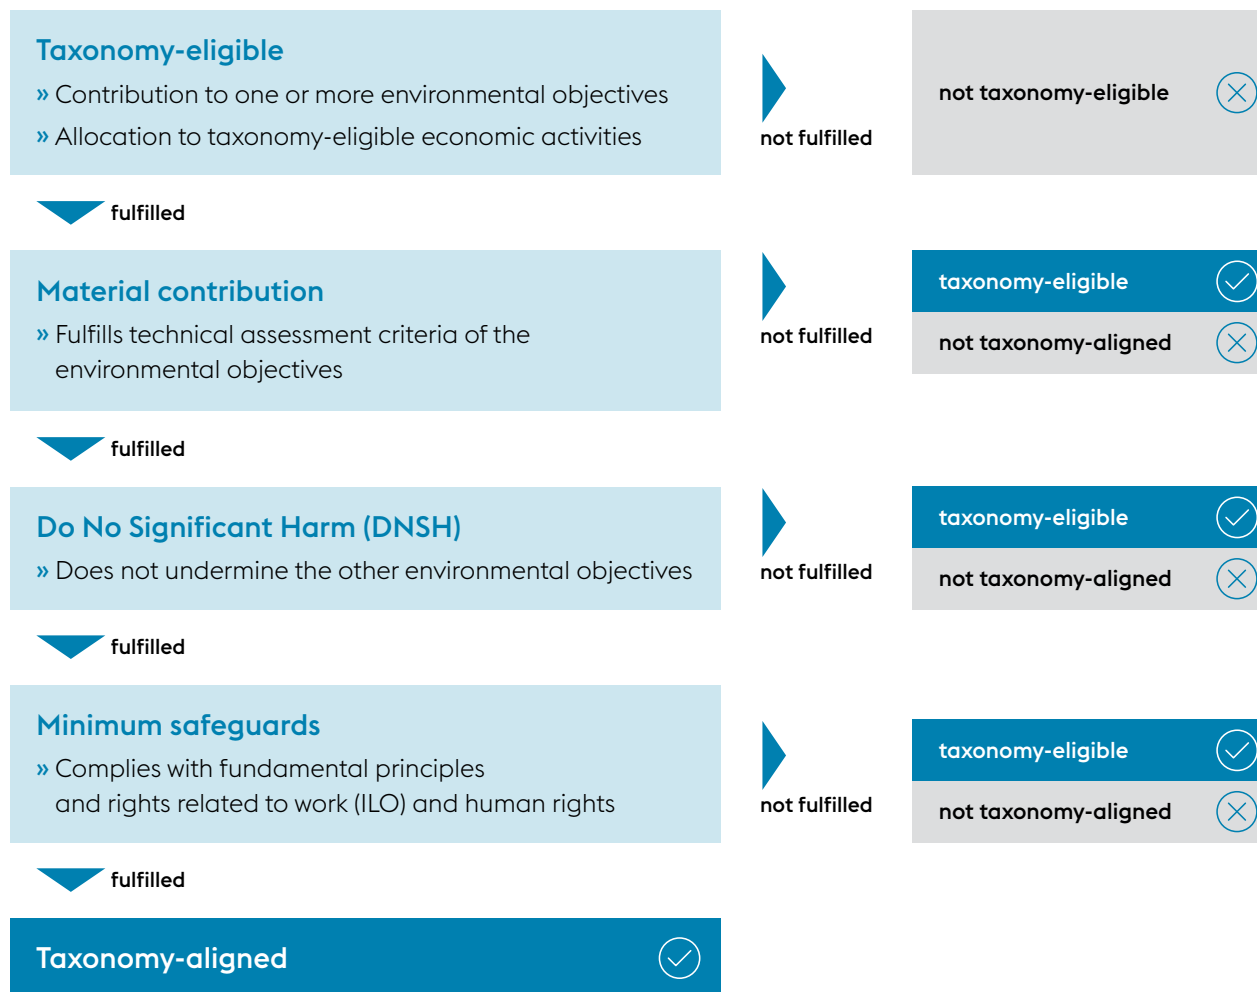 Taxonomy-eligible
» Contribution to one or more environmental objectives
» Allocation to taxonomy-eligible economic activities
not fulfilled
not taxonomy-eligible
fulfilled
Material contribution
» Fulfills technical assessment criteria of the
environmental objectives
not fulfilled
taxonomy-eligible
not taxonomy-aligned
fulfilled
Do No Significant Harm (DNSH)
» Does not undermine the other environmental objectives
not fulfilled
taxonomy-eligible
not taxonomy-aligned
fulfilled
Minimum safeguards
» Complies with fundamental principles
and rights related to work (ILO) and human rights
not fulfilled
taxonomy-eligible
not taxonomy-aligned
fulfilled
Taxonomy-aligned